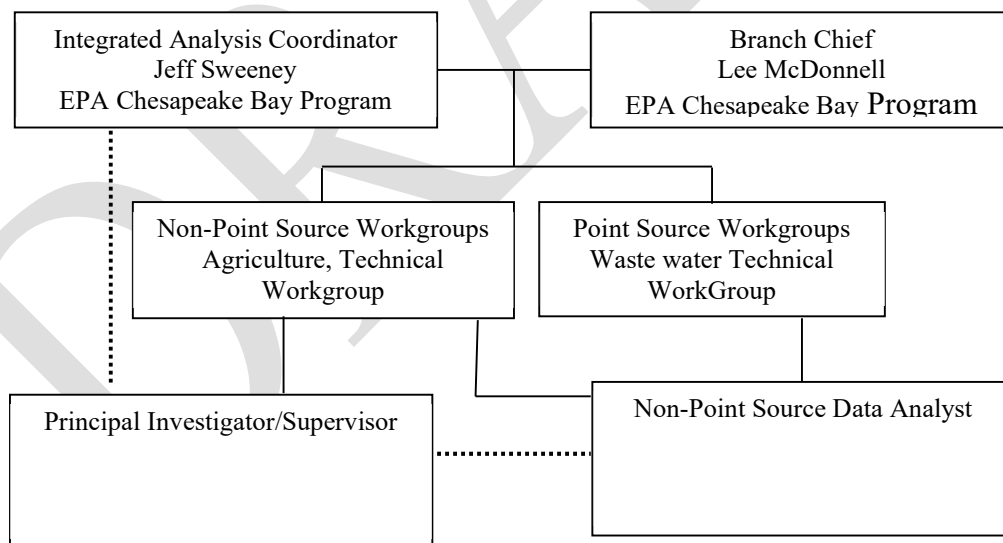 Integrated Analysis Coordinator
Jeff Sweeney
EPA Chesapeake Bay Program
Branch Chief
Lee McDonnell
EPA Chesapeake Bay Program
Non-Point Source Workgroups
Agriculture, Technical
Workgroup
Point Source Workgroups
Waste water Technical
WorkGroup
Principal Investigator/Supervisor
Non-Point Source Data Analyst